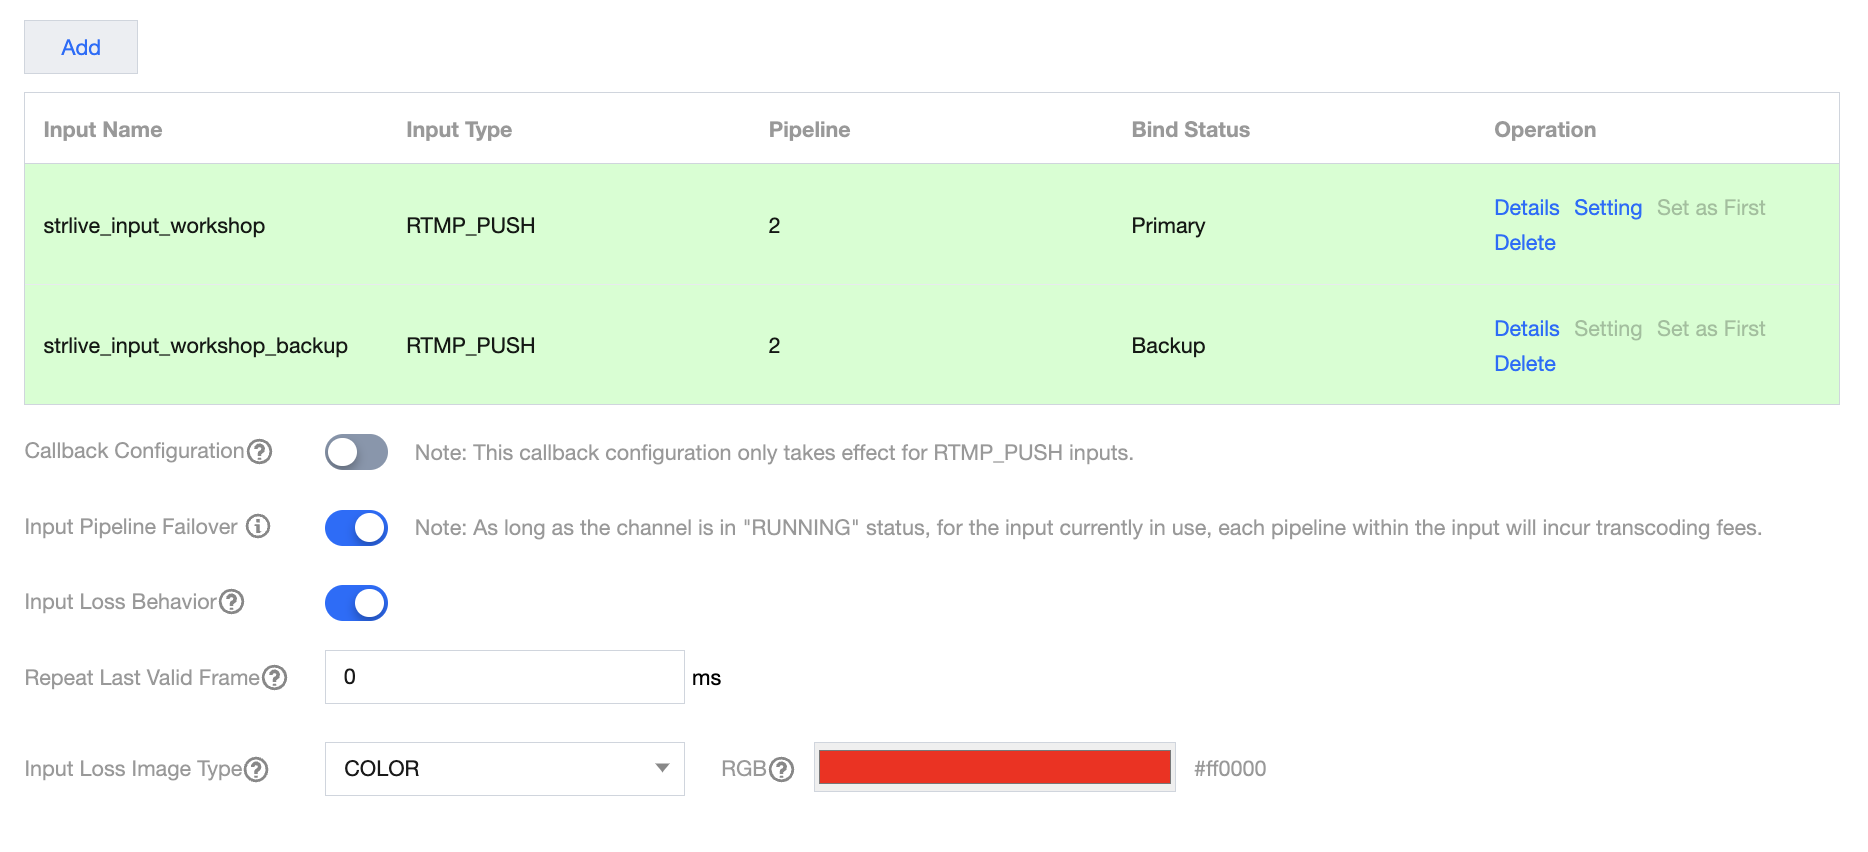 Add
Input Name Input Type Pipeline Bind Status Operation
strlive_input_workshop RTMP_PUSH 2 Primary Details Setting Set as First
Delete
strlive_input_workshop_backup RTMP_PUSH 2 Backup Details Setting Set as First
Delete
Callback Configuration Note: This callback configuration only takes effect for RTMP_PUSH inputs.
Input Pipeline Failover Note: As long as the channel is in "RUNNING" status, for the input currently in use, each pipeline within the input will incur transcoding fees.
Input Loss Behavior
Repeat Last Valid Frame 0 ms
Input Loss Image Type COLOR RGB #ff0000